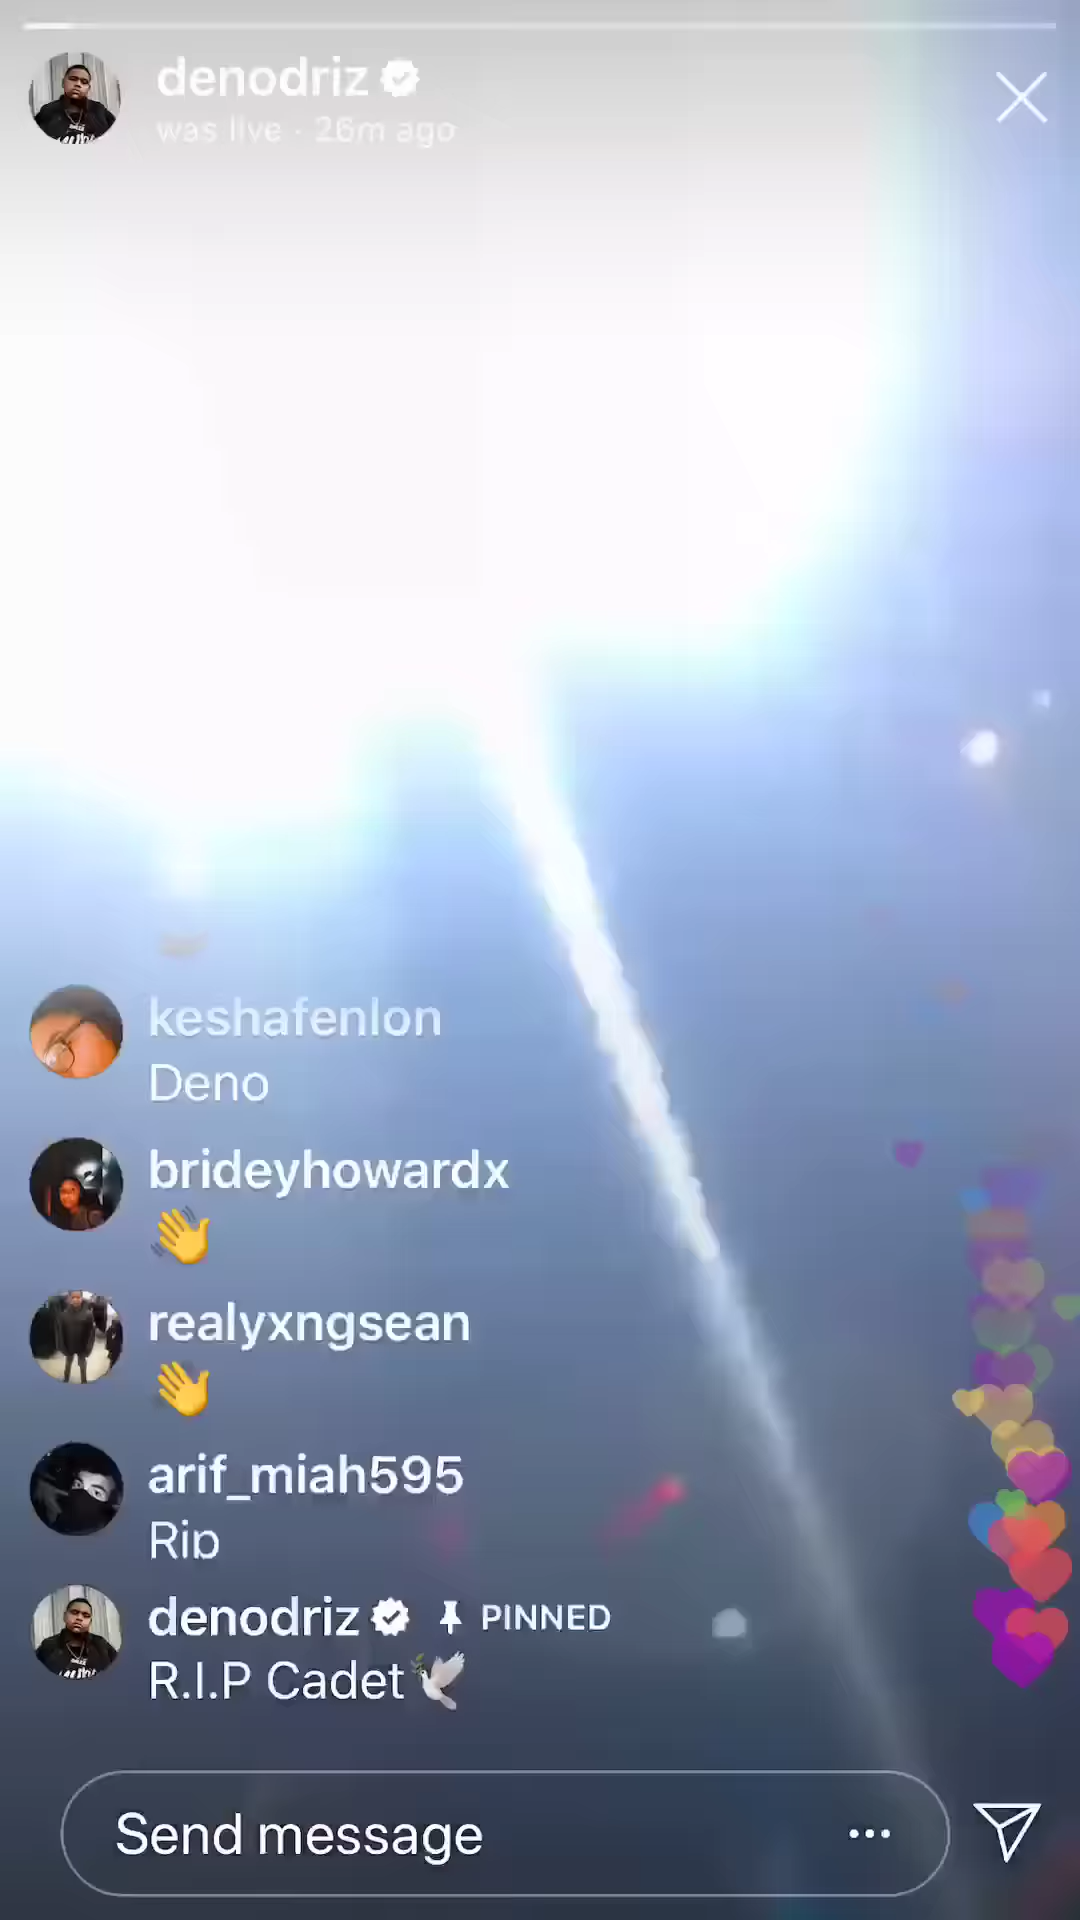 denodriz
was live · 26m ago
keshafenlon
Deno
brideyhowardx
👋
realyxngsean
👋
arif_miah595
Rip
denodriz PINNED
R.I.P Cadet🕊
Send message